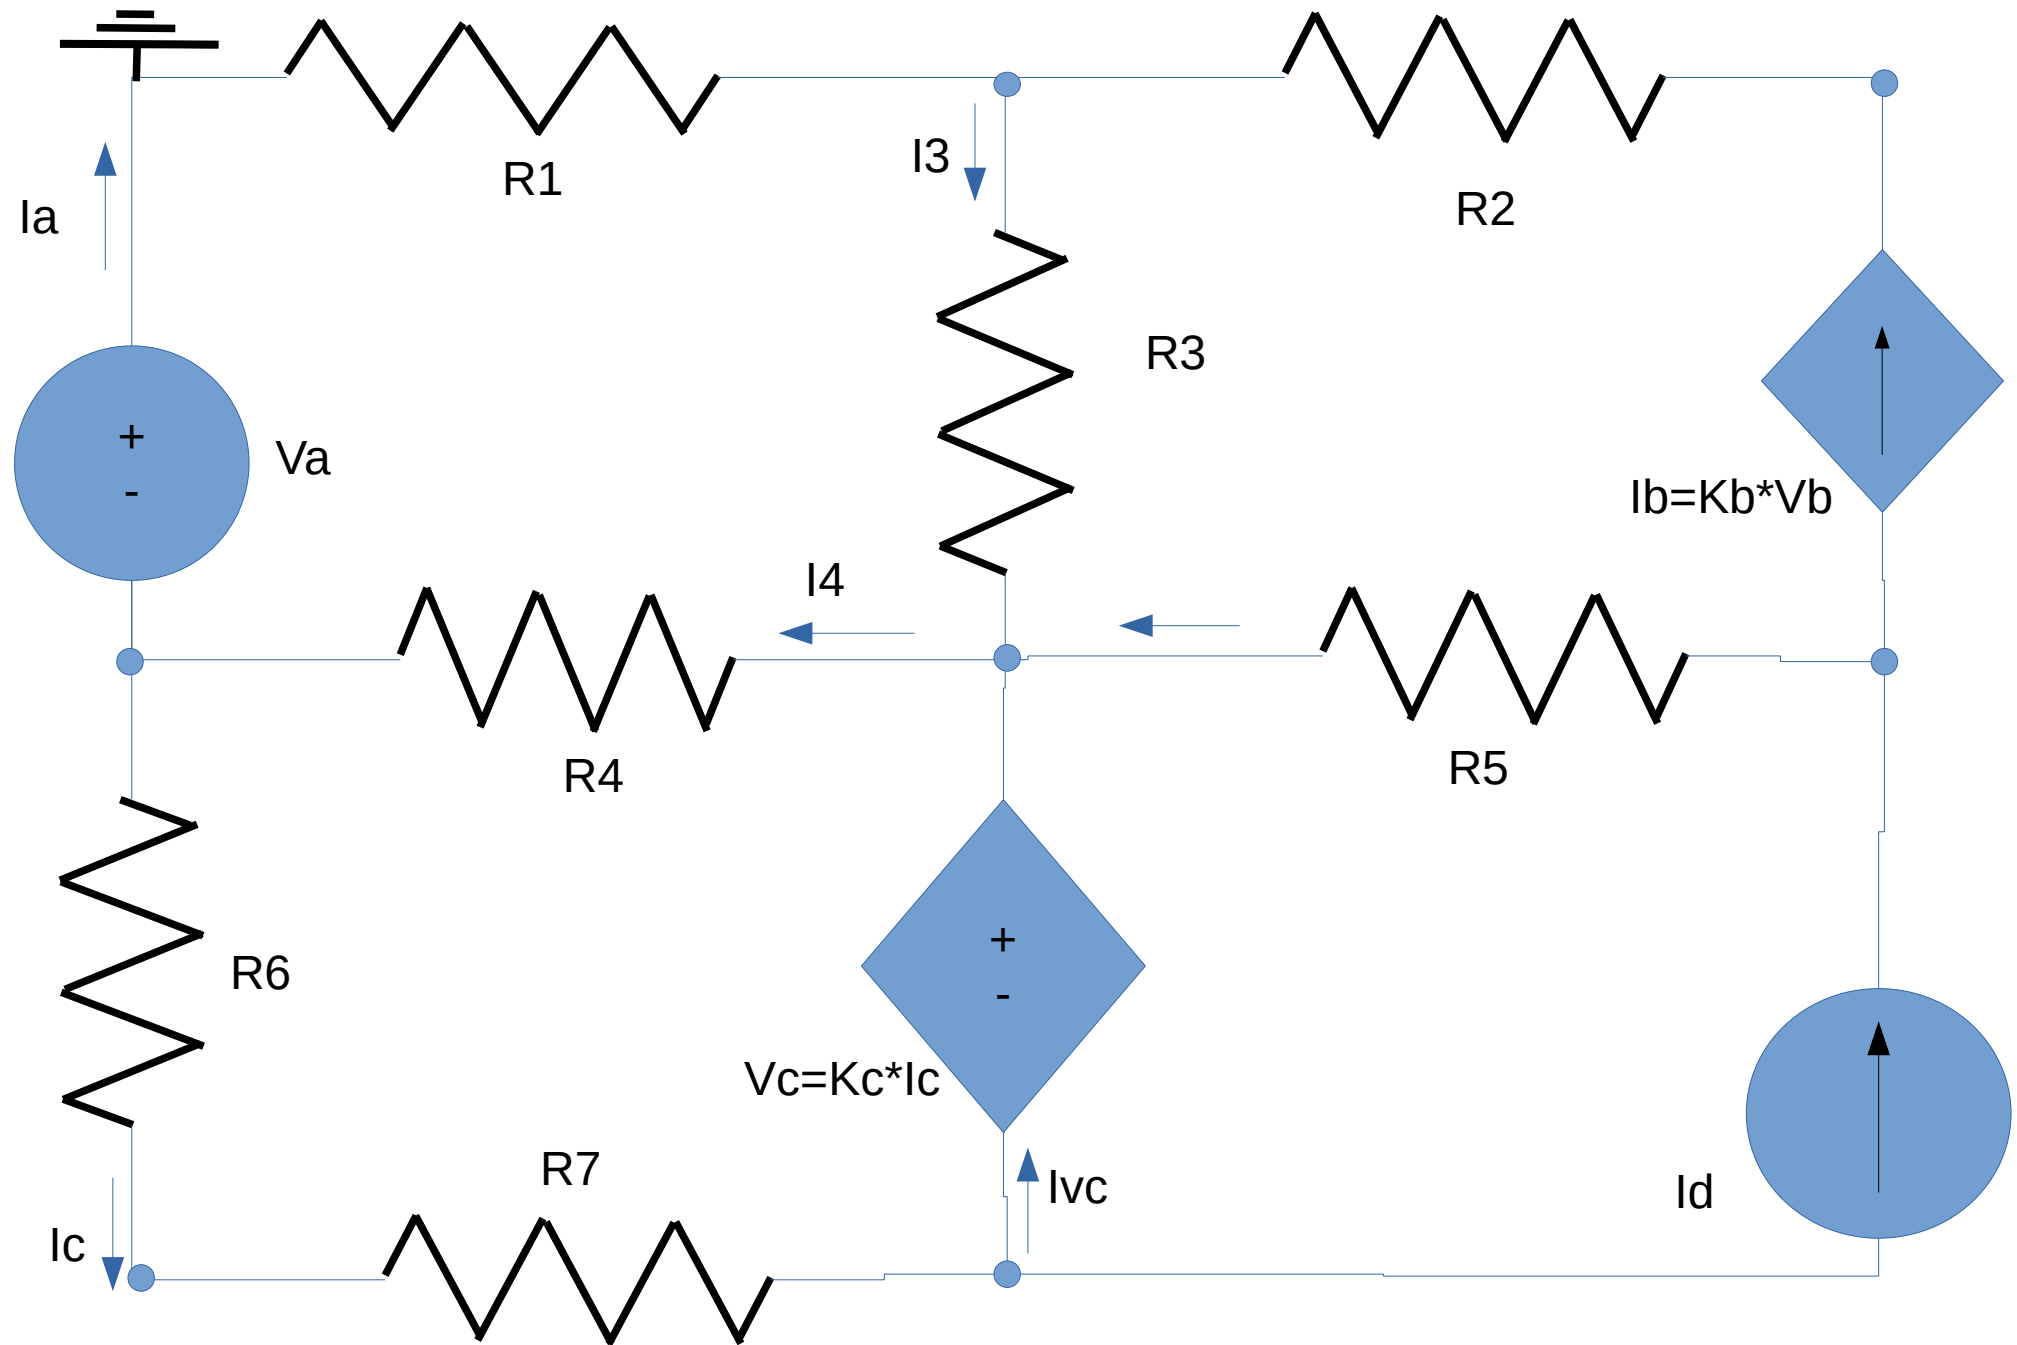 R1
I3
R2
Ia
R3
+
-
Va
Ib=Kb*Vb
I4
R4
R5
R6
+
-
Vc=Kc*Ic
R7
Ivc
Id
Ic